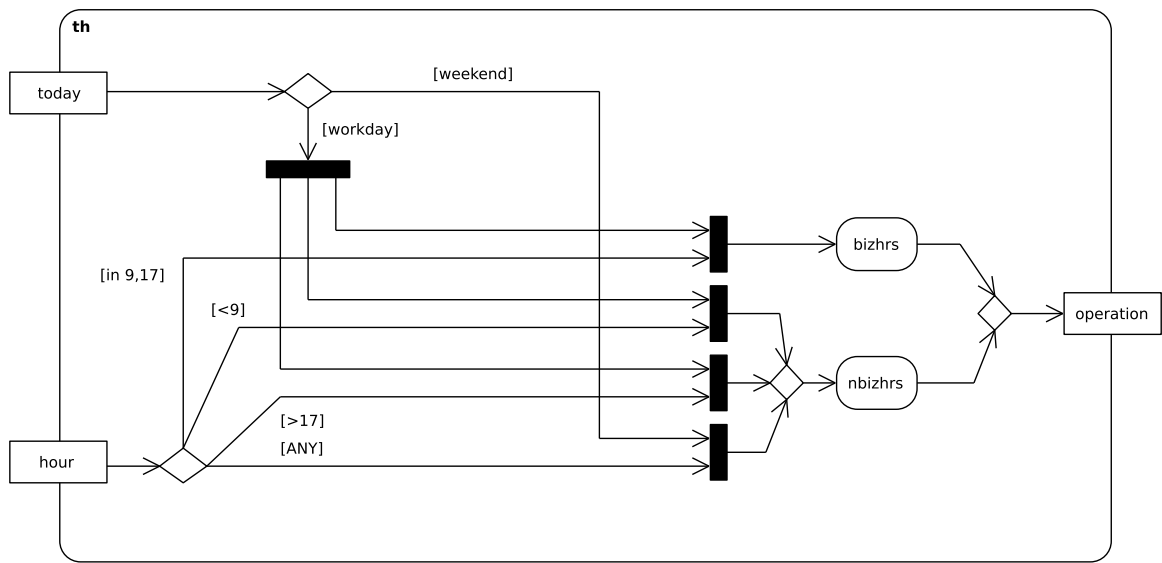 th
[weekend]
today
[workday]
bizhrs
[in 9,17]
[<9]
operation
nbizhrs
[>17]
[ANY]
hour